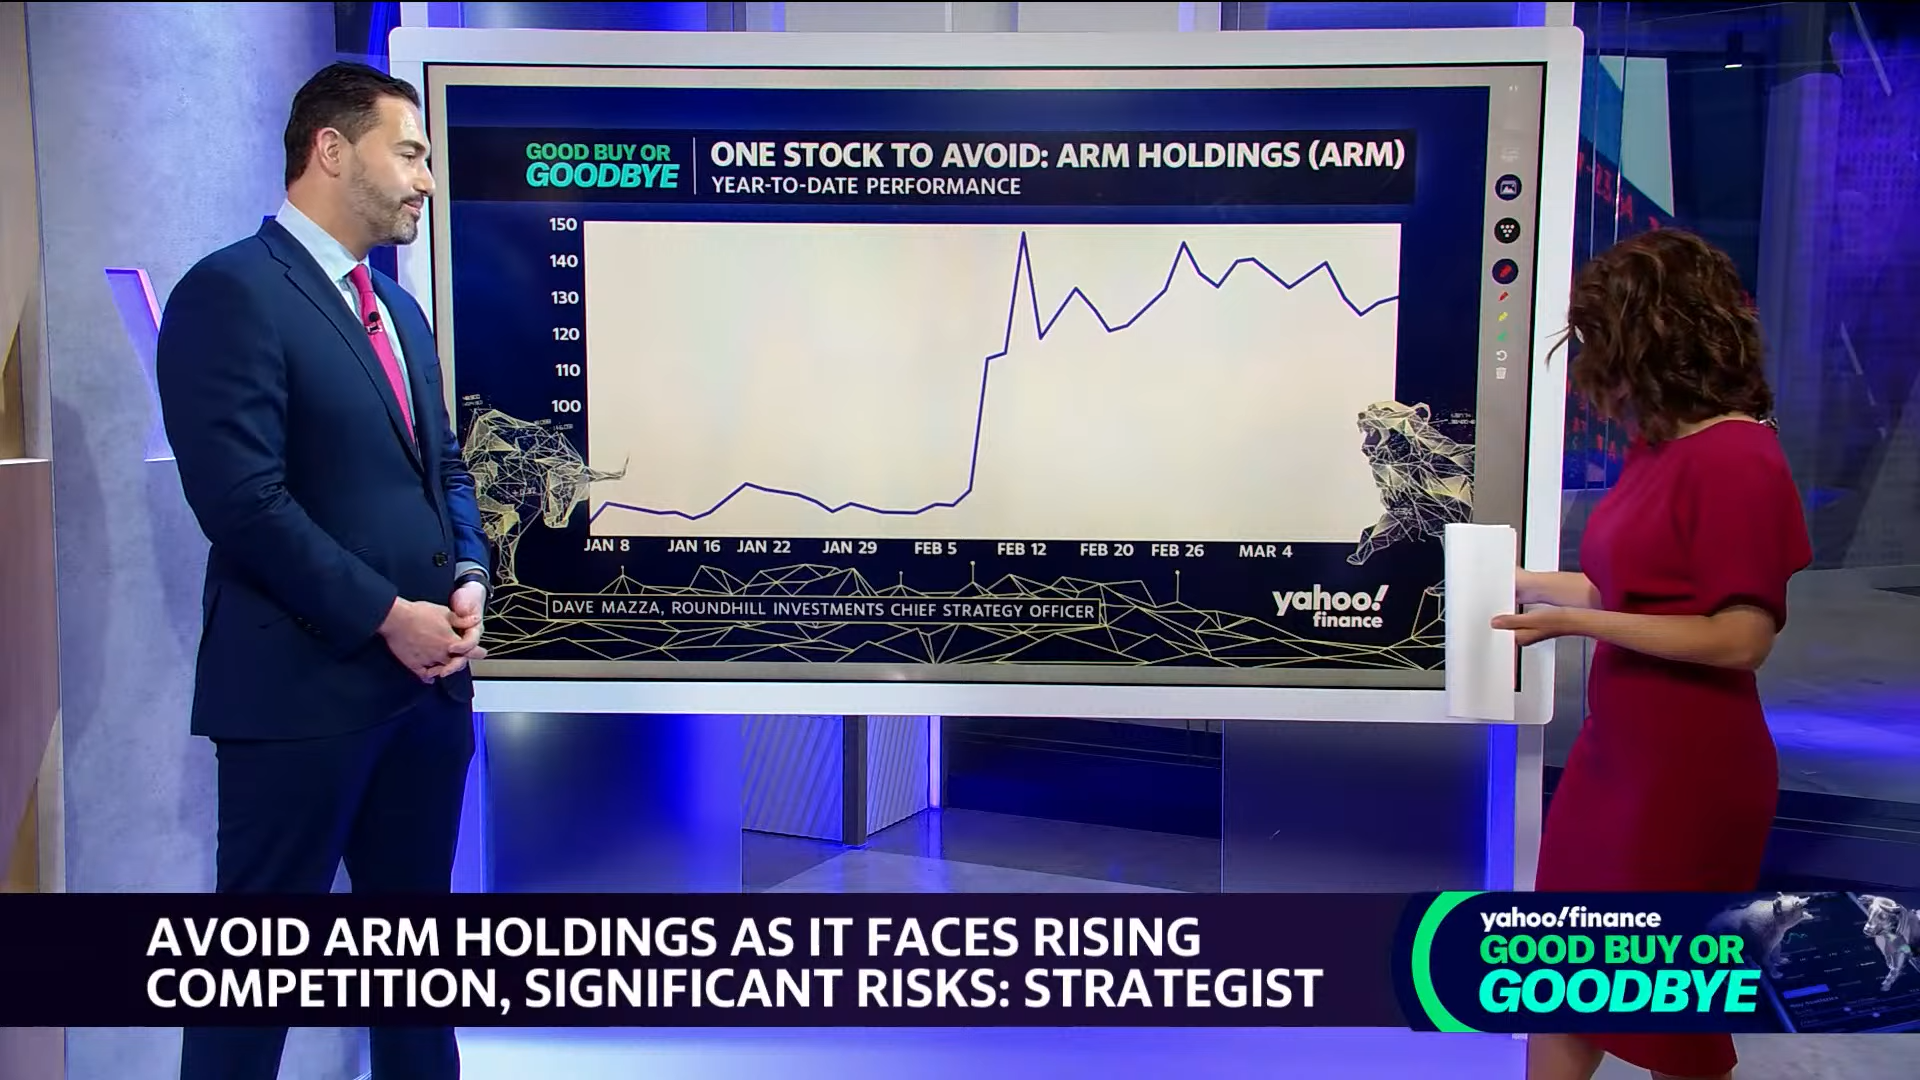 GOOD BUY OR
GOODBYE
ONE STOCK TO AVOID: ARM HOLDINGS (ARM)
YEAR-TO-DATE PERFORMANCE
150
140
130
120
110
100
JAN 8 JAN 16 JAN 22 JAN 29 FEB 5 FEB 12 FEB 20 FEB 26 MAR 4
DAVE MAZZA, ROUNDHILL INVESTMENTS CHIEF STRATEGY OFFICER
yahoo!
finance
AVOID ARM HOLDINGS AS IT FACES RISING
COMPETITION, SIGNIFICANT RISKS: STRATEGIST
yahoo!finance
GOOD BUY OR
GOODBYE